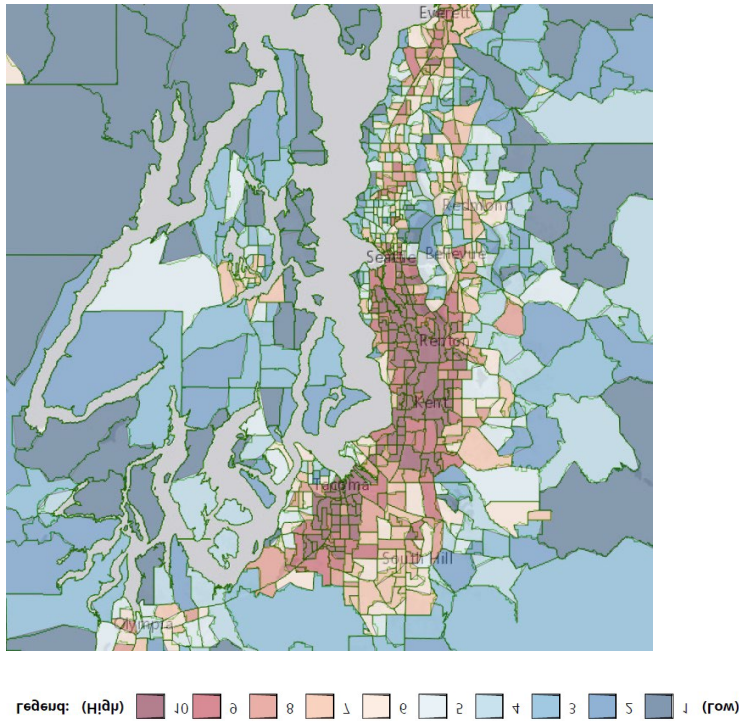 Everett
Redmond
Seattle Bellevue
Renton
Kent
Tacoma
South Hill
Olympia
Legend: (High) 10 9 8 7 6 5 4 3 2 1 (Low)